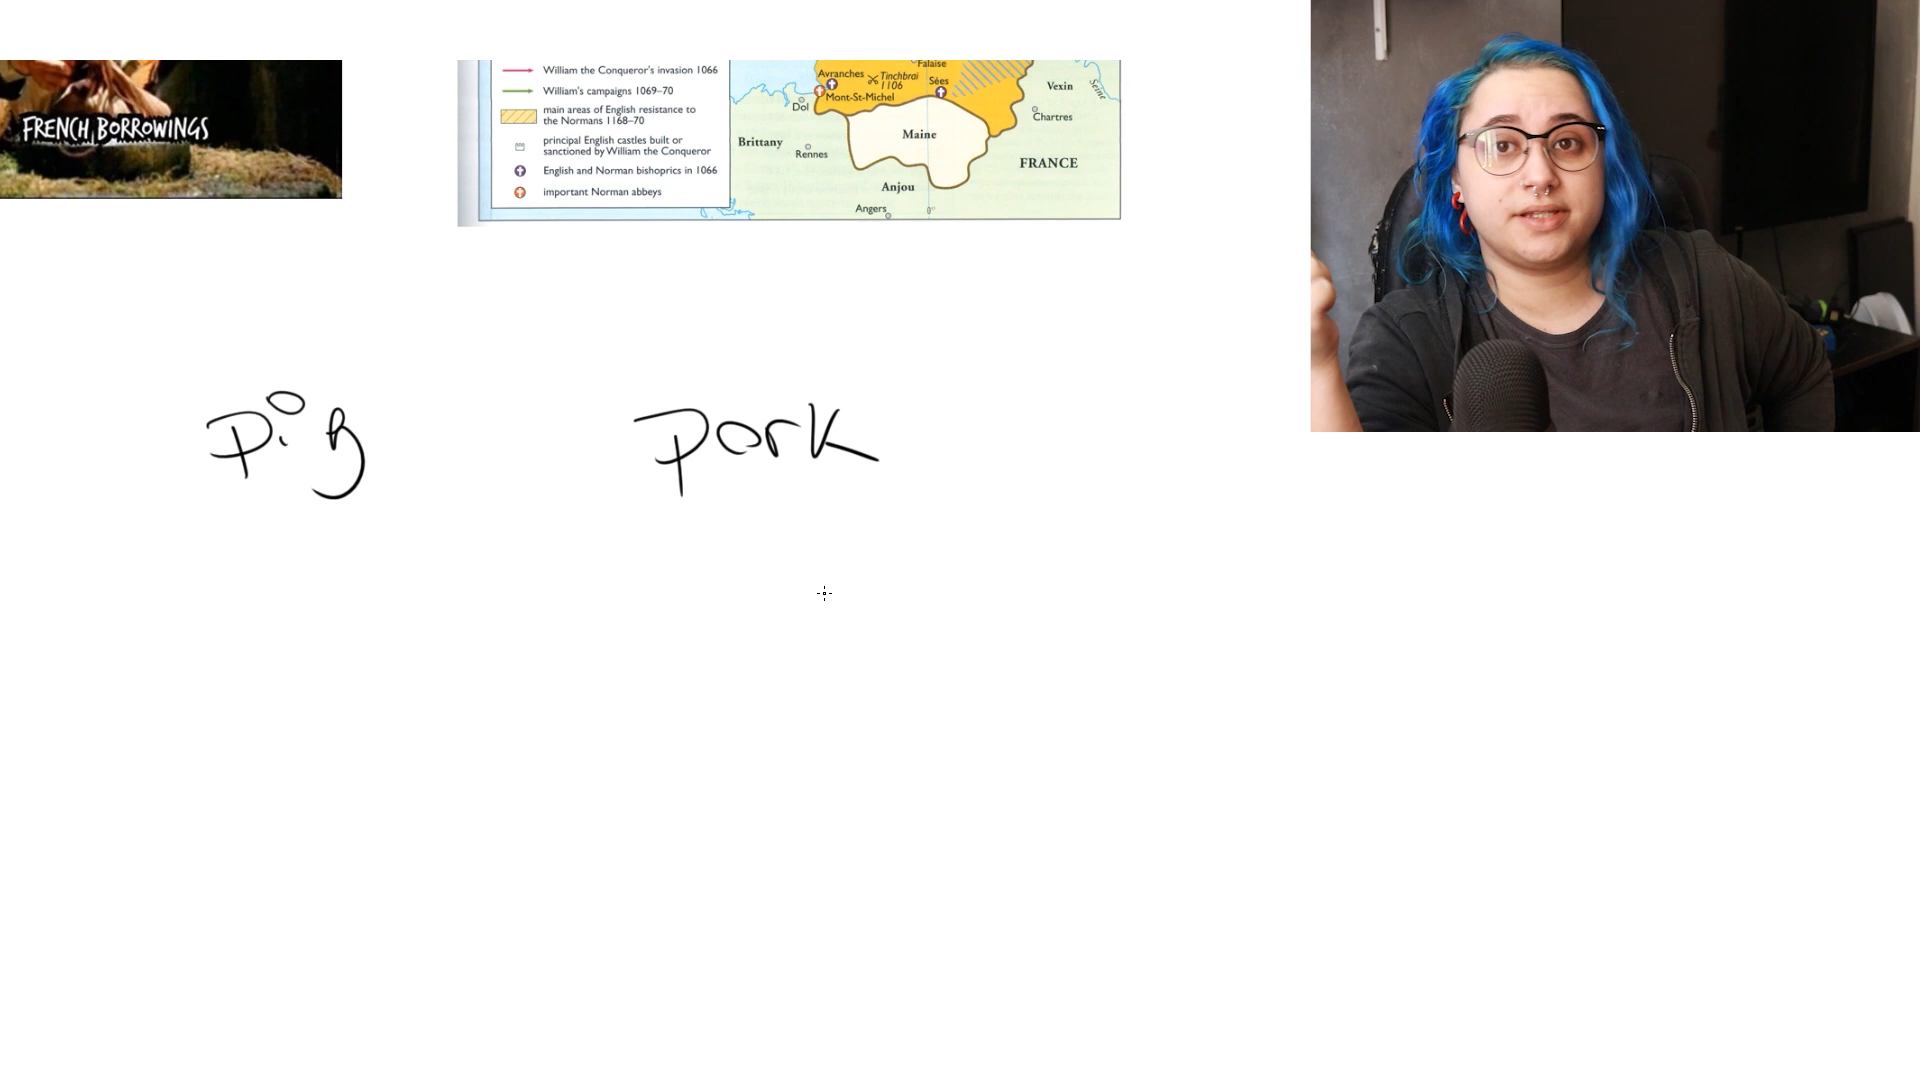 FRENCH BORROWINGS
William the Conqueror's invasion 1066
William's campaigns 1069–70
main areas of English resistance to
the Normans 1168–70
principal English castles built or
sanctioned by William the Conqueror
English and Norman bishoprics in 1066
important Norman abbeys
Falaise
Avranches
Tinchbrai
1106
Sées
Mont-St-Michel
Dol
Vexin
Seine
Chartres
Maine
Brittany
Rennes
FRANCE
Anjou
Angers
0°
Pig
Pork